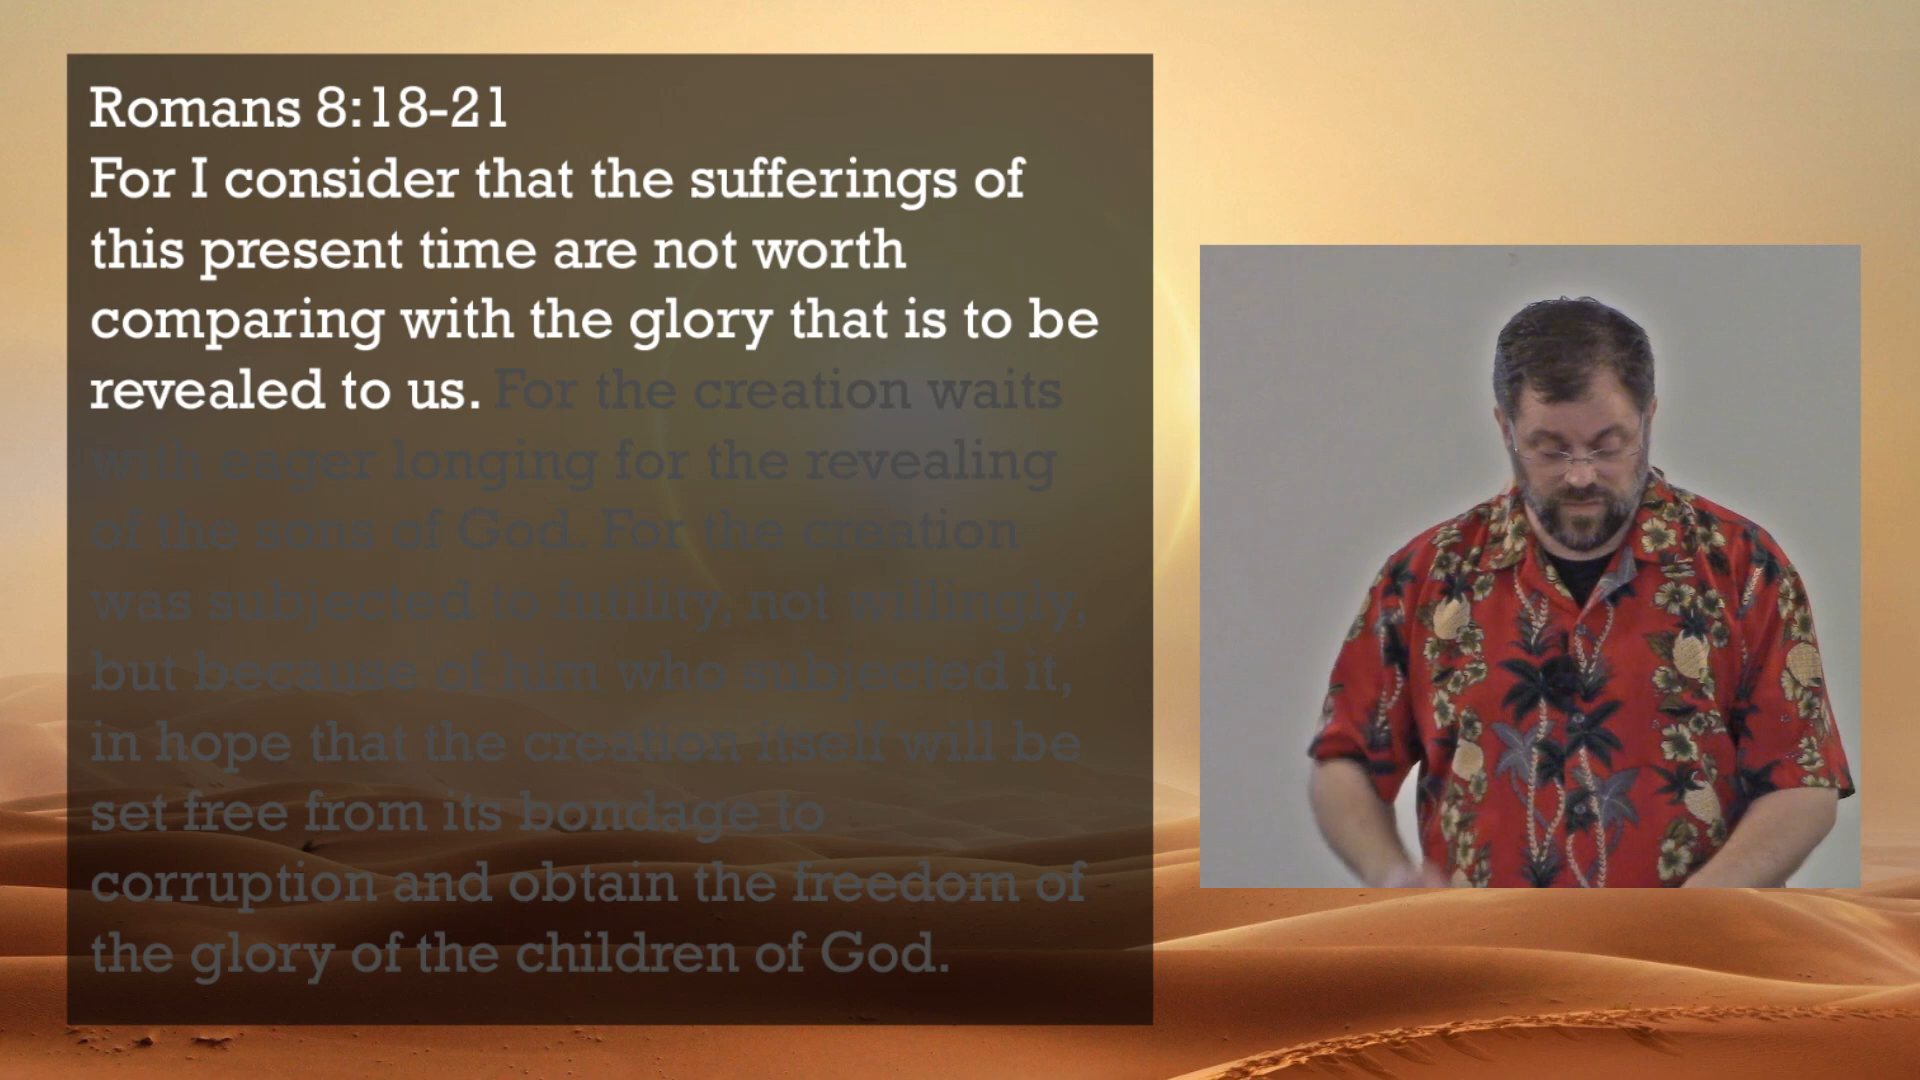 Romans 8:18-21
For I consider that the sufferings of
this present time are not worth
comparing with the glory that is to be
revealed to us. For the creation waits
with eager longing for the revealing
of the sons of God. For the creation
was subjected to futility, not willingly,
but because of him who subjected it,
in hope that the creation itself will be
set free from its bondage to
corruption and obtain the freedom of
the glory of the children of God.